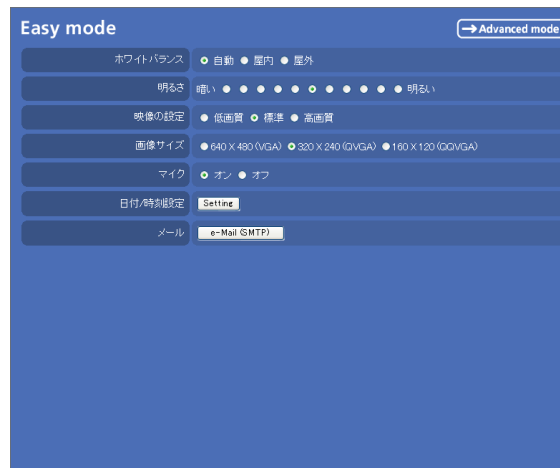 Easy mode
Advanced mode
ホワイトバランス 自動 屋内 屋外
明るさ 暗い 明るい
映像の設定 低画質 標準 高画質
画像サイズ 640 X 480 (VGA) 320 X 240 (QVGA) 160 X 120 (QQVGA)
マイク オン オフ
日付/時刻設定 Setting
メール e-Mail (SMTP)